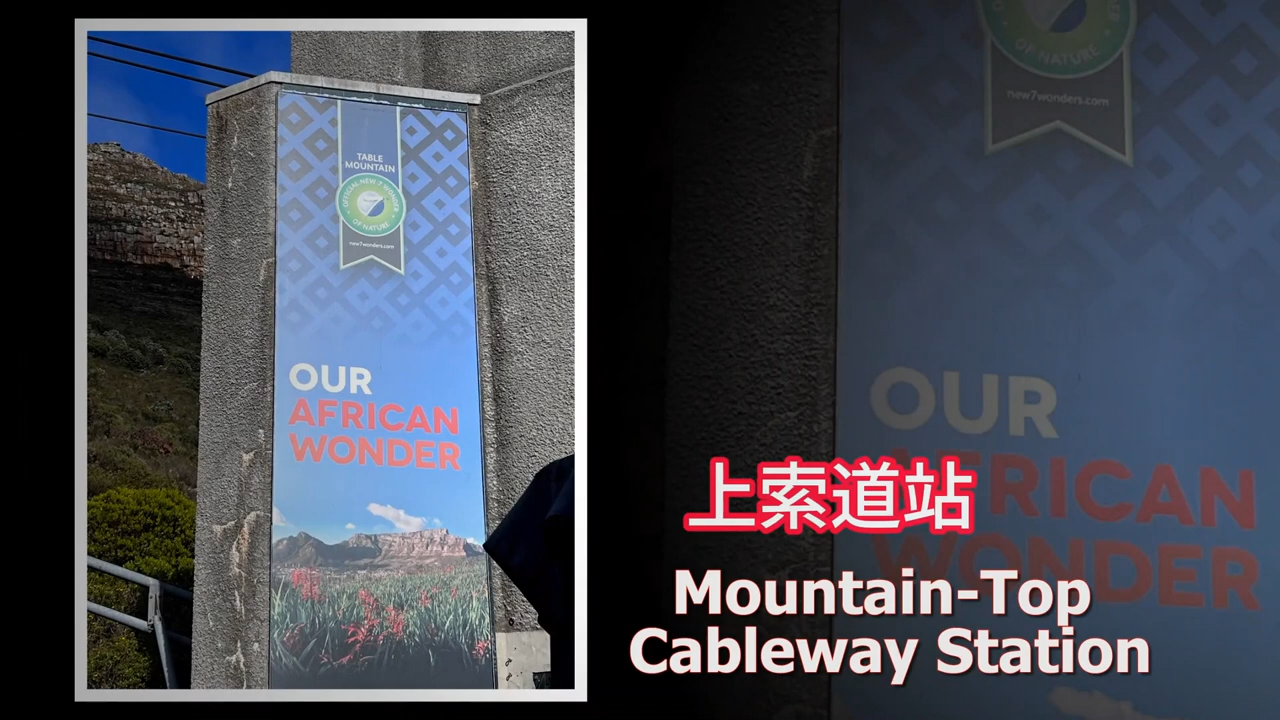 TABLE
MOUNTAIN
OFFICIAL NEW 7 WONDER
OF NATURE
new7wonders.com
OUR
AFRICAN
WONDER
OF NATURE
new7wonders.com
OUR
AFRICAN
WONDER
上索道站
Mountain-Top
Cableway Station